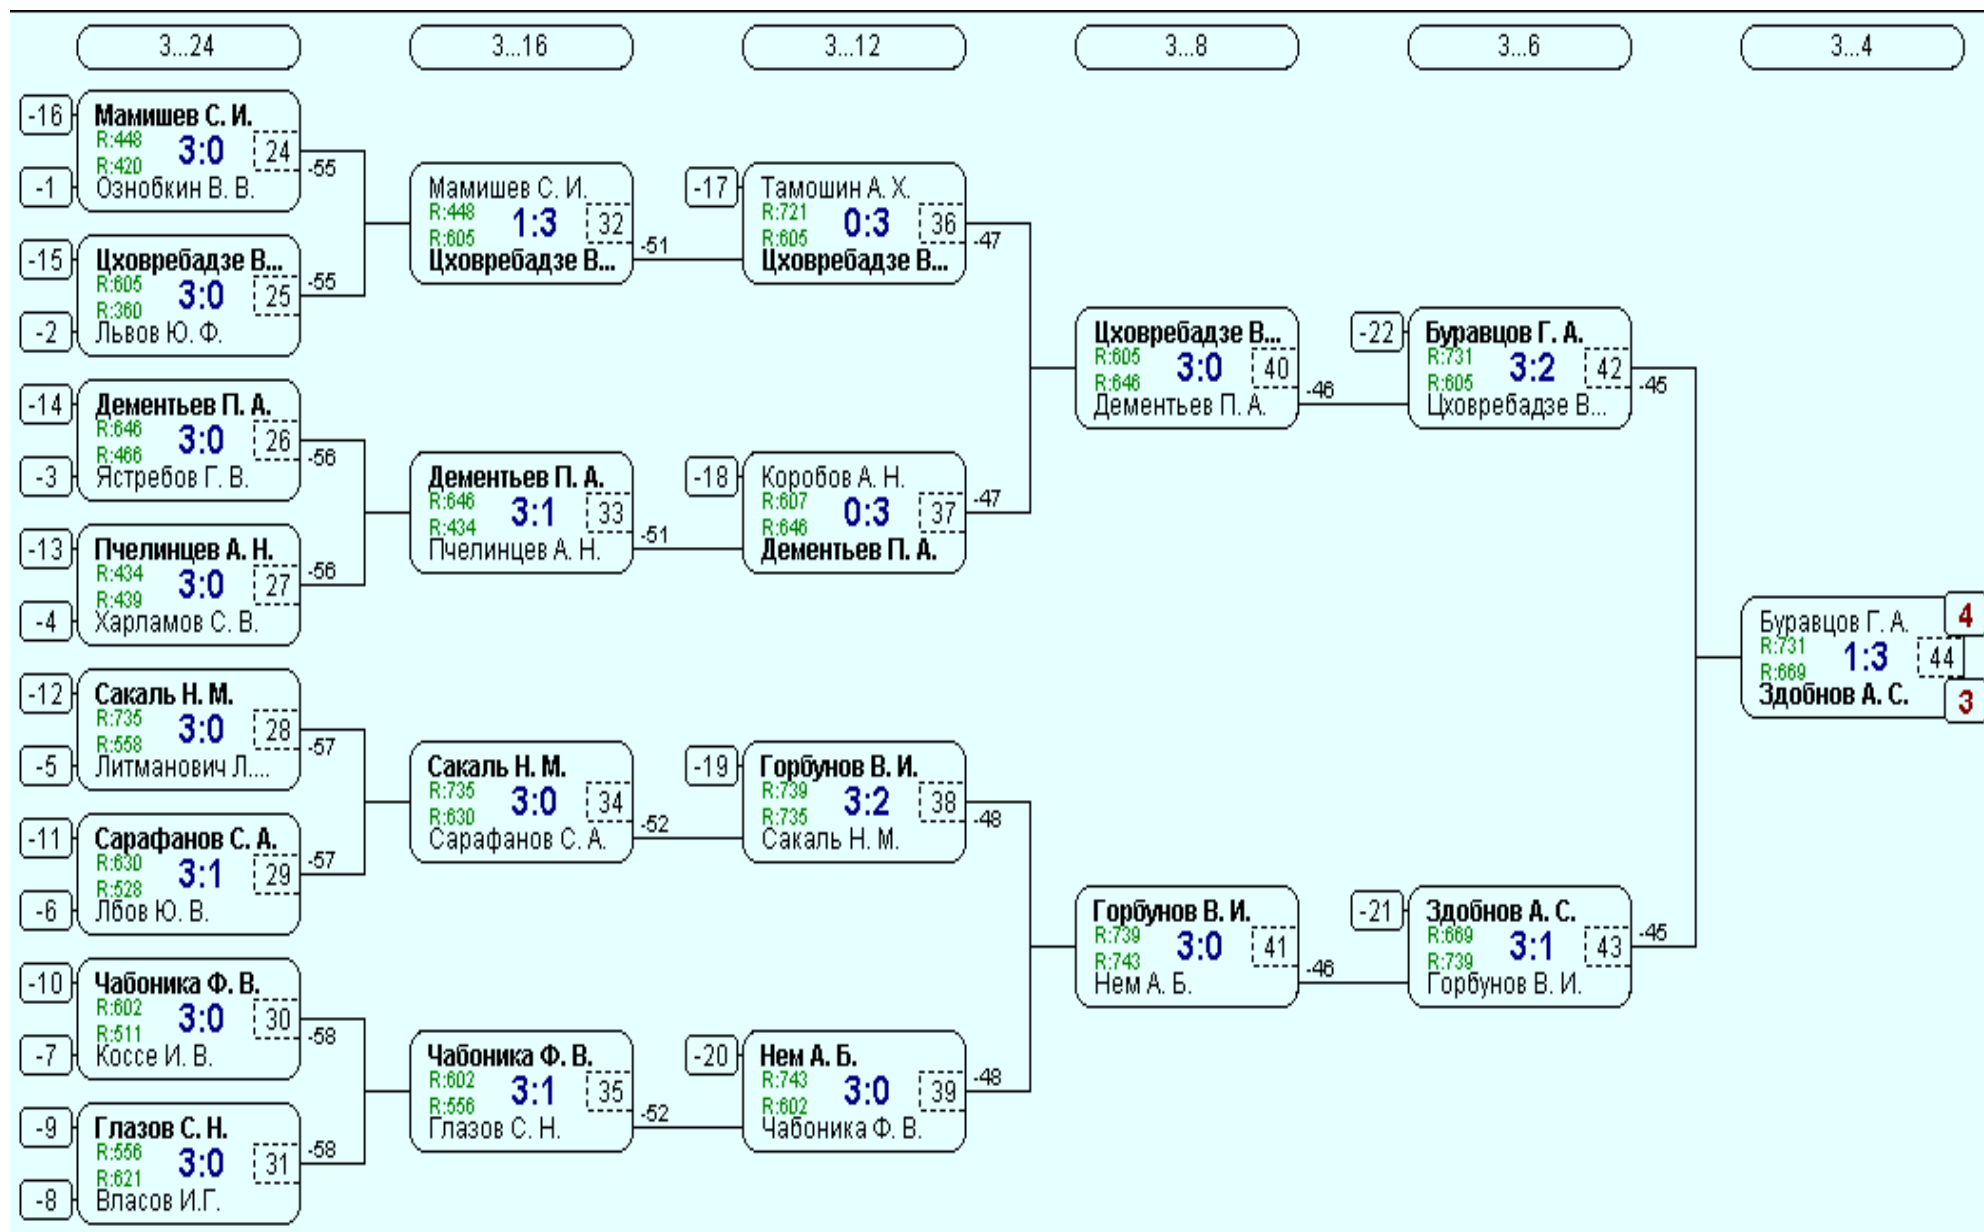 3...24
3...16
3...12
3...8
3...6
3...4
-16
Мамишев С. И.
R:448
3:0
24
R:420
-1
Ознобкин В. В.
-55
-15
Цховребадзе В...
R:605
3:0
25
R:360
-2
Львов Ю. Ф.
-55
-14
Дементьев П. А.
R:646
3:0
26
R:466
-3
Ястребов Г. В.
-56
-13
Пчелинцев А. Н.
R:434
3:0
27
R:439
-4
Харламов С. В.
-56
-12
Сакаль Н. М.
R:735
3:0
28
R:558
-5
Литманович Л....
-57
-11
Сарафанов С. А.
R:630
3:1
29
R:528
-6
Лбов Ю. В.
-57
-10
Чабоника Ф. В.
R:602
3:0
30
R:511
-7
Коссе И. В.
-58
-9
Глазов С. Н.
R:556
3:0
31
R:621
-8
Власов И.Г.
-58
Мамишев С. И.
R:448
1:3
32
R:605
Цховребадзе В...
-51
Дементьев П. А.
R:646
3:1
33
R:434
Пчелинцев А. Н.
-51
Сакаль Н. М.
R:735
3:0
34
R:630
Сарафанов С. А.
-52
Чабоника Ф. В.
R:602
3:1
35
R:556
Глазов С. Н.
-52
-17
Тамошин А. Х.
R:721
0:3
36
R:605
Цховребадзе В...
-47
-18
Коробов А. Н.
R:607
0:3
37
R:646
Дементьев П. А.
-47
-19
Горбунов В. И.
R:739
3:2
38
R:735
Сакаль Н. М.
-48
-20
Нем А. Б.
R:743
3:0
39
R:602
Чабоника Ф. В.
-48
Цховребадзе В...
R:605
3:0
40
R:646
Дементьев П. А.
-46
Горбунов В. И.
R:739
3:0
41
R:743
Нем А. Б.
-46
-22
Буравцов Г. А.
R:731
3:2
42
R:605
Цховребадзе В...
-45
-21
Здобнов А. С.
R:669
3:1
43
R:739
Горбунов В. И.
-45
Буравцов Г. А.
4
R:731
1:3
44
R:669
Здобнов А. С.
3